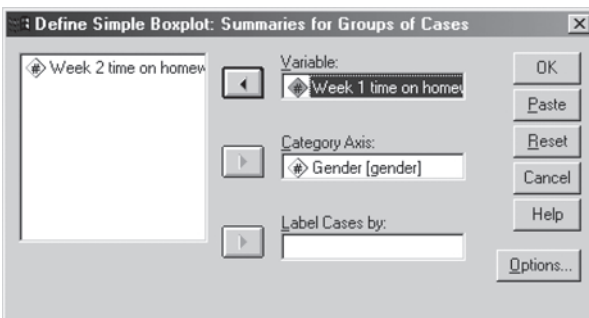 Define Simple Boxplot: Summaries for Groups of Cases
Week 2 time on homew
Variable:
Week 1 time on homew
Category Axis:
Gender [gender]
Label Cases by:
OK
Paste
Reset
Cancel
Help
Options...